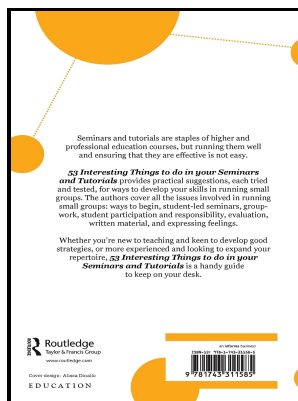 Seminars and tutorials are staples of higher and
professional education courses, but running them well
and ensuring that they are effective is not easy.
53 Interesting Things to do in your Seminars
and Tutorials provides practical suggestions, each tried
and tested, for ways to develop your skills in running small
groups. The authors cover all the issues involved in running
small groups: ways to begin, student-led seminars, group-
work, student participation and responsibility, evaluation,
written material, and expressing feelings.
Whether you're new to teaching and keen to develop good
strategies, or more experienced and looking to expand your
repertoire, 53 Interesting Things to do in your
Seminars and Tutorials is a handy guide
to keep on your desk.
Routledge
Taylor & Francis Group
www.routledge.com
an informa business
Cover design: Alissa Dinallo
EDUCATION
9 781743 311585